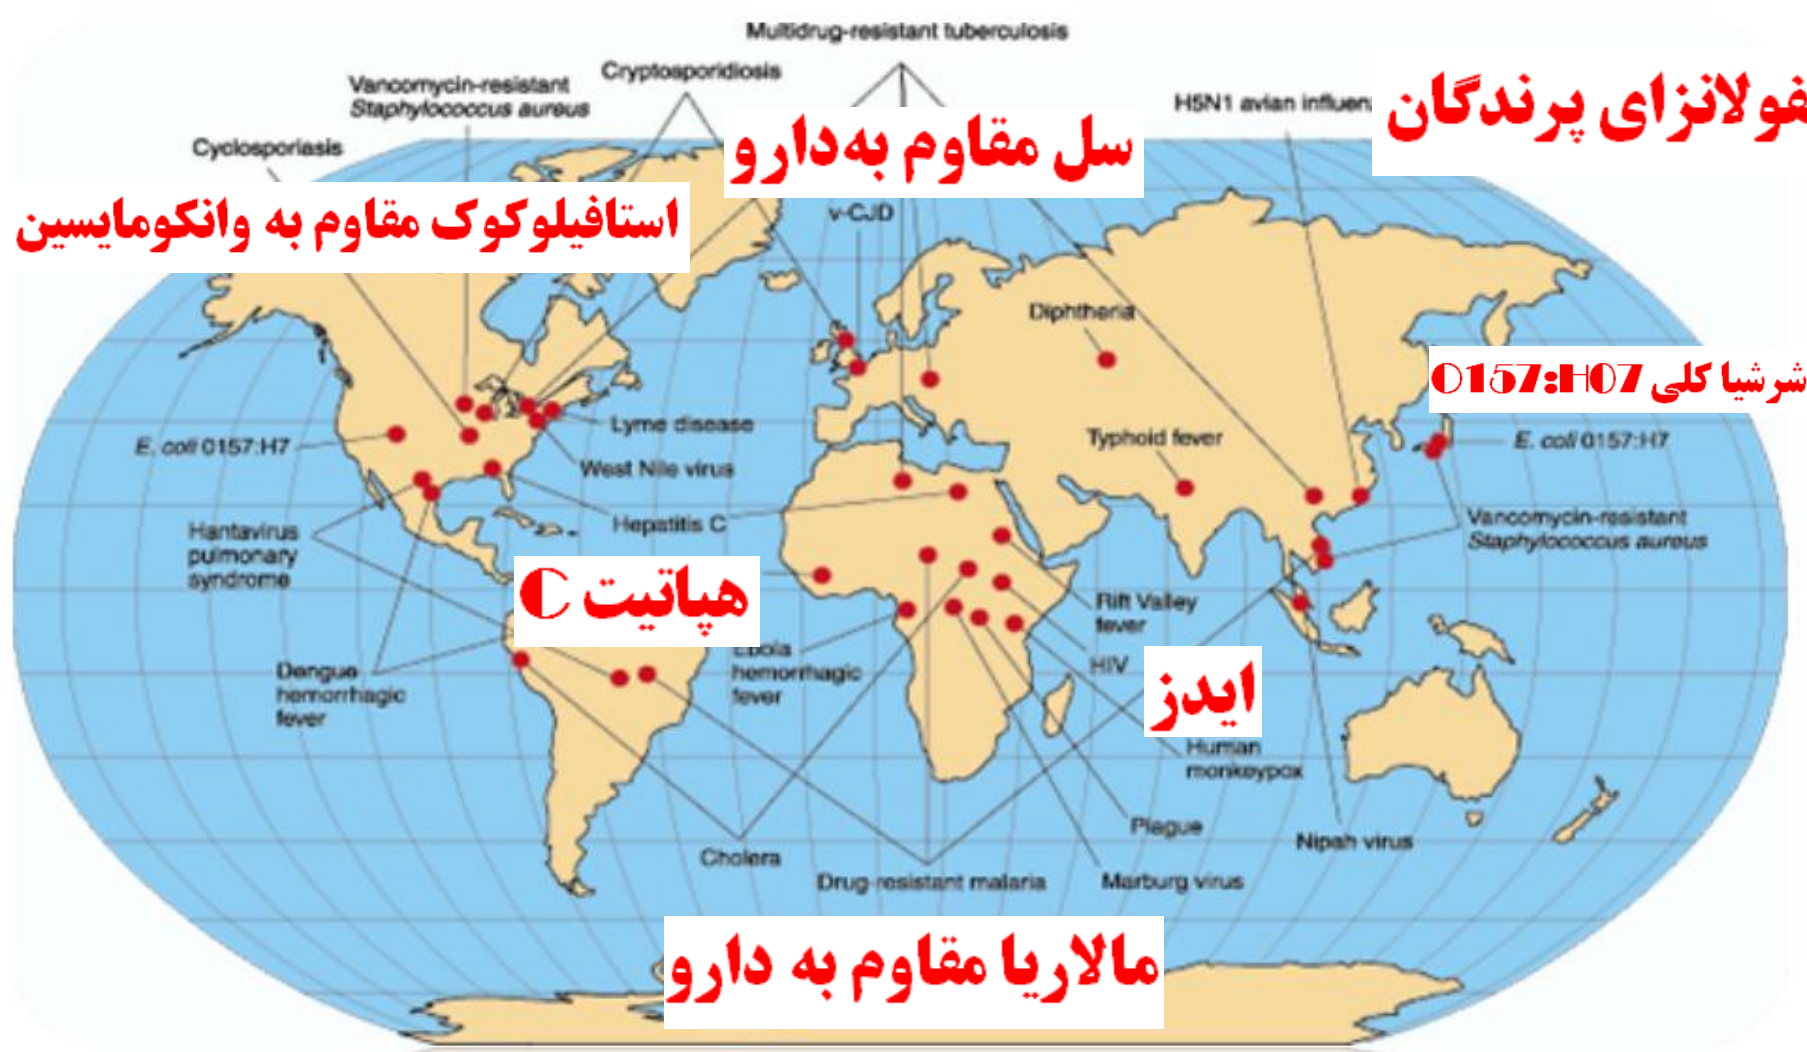 Multidrug-resistant tuberculosis
Cryptosporidiosis
Vancomycin-resistant
Staphylococcus aureus
H5N1 avian influen
فولانزای پرندگان
Cyclosporiasis
سل مقاوم به‌دارو
استافیلوکوک مقاوم به وانکومایسین
v-CJD
Diphtheria
شرشیا کلی O157:H07
Lyme disease
E. coli 0157:H7
Typhoid fever
E. coli 0157:H7
West Nile virus
Hepatitis C
Hantavirus
pulmonary
syndrome
Vancomycin-resistant
Staphylococcus aureus
هپاتیت C
Rift Valley
fever
Ebola
hemorrhagic
fever
HIV
ایدز
Dengue
hemorrhagic
fever
Human
monkeypox
Plague
Nipah virus
Cholera
Drug-resistant malaria
Marburg virus
مالاریا مقاوم به دارو